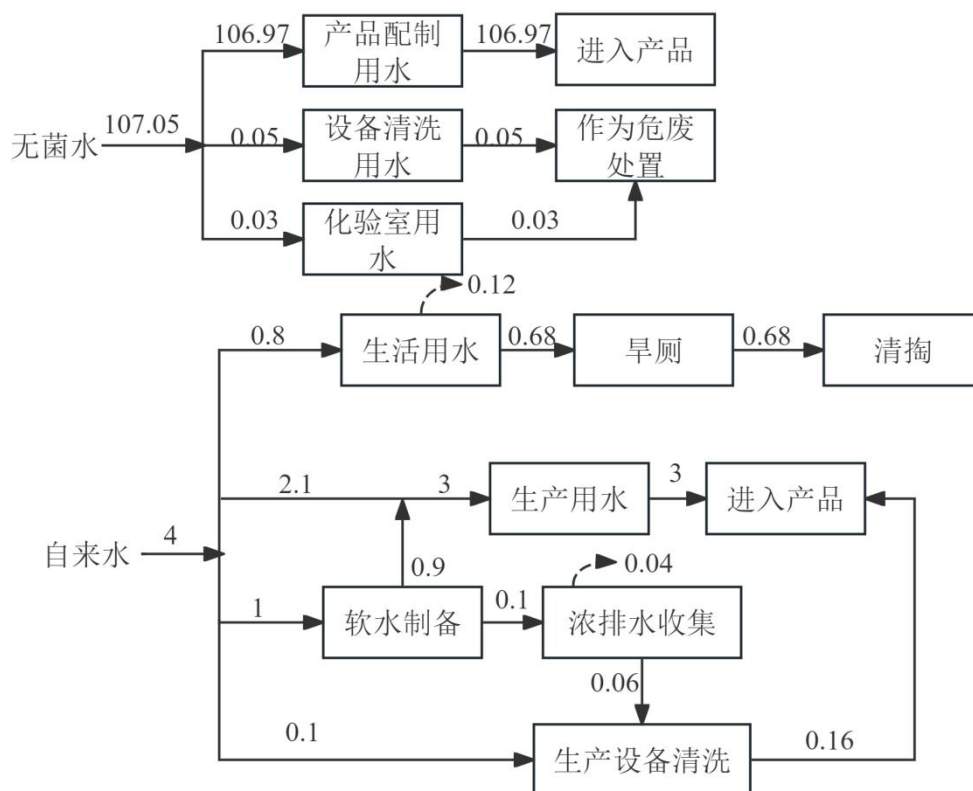 106.97
产品配制
用水
106.97
进入产品
无菌水
107.05
0.05
设备清洗
用水
0.05
作为危废
处置
0.03
化验室用
水
0.03
0.12
0.8
生活用水
0.68
旱厕
0.68
清掏
2.1
3
生产用水
3
进入产品
自来水
4
0.9
0.04
1
软水制备
0.1
浓排水收集
0.06
0.1
生产设备清洗
0.16